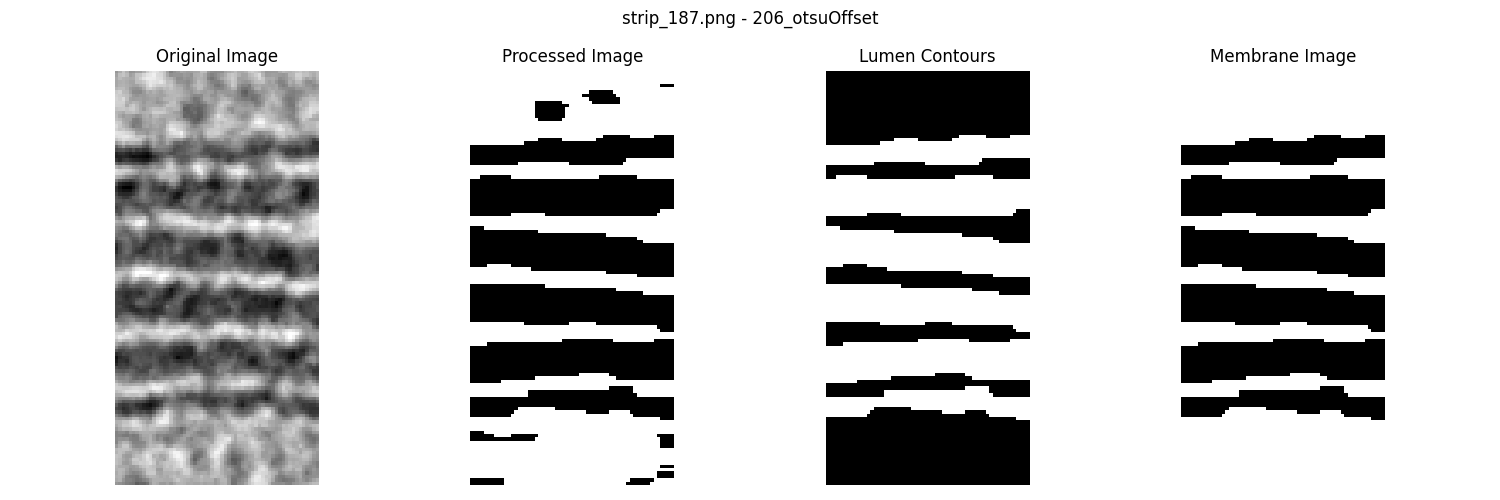 strip_187.png - 206_otsuOffset
Original Image
Processed Image
Lumen Contours
Membrane Image